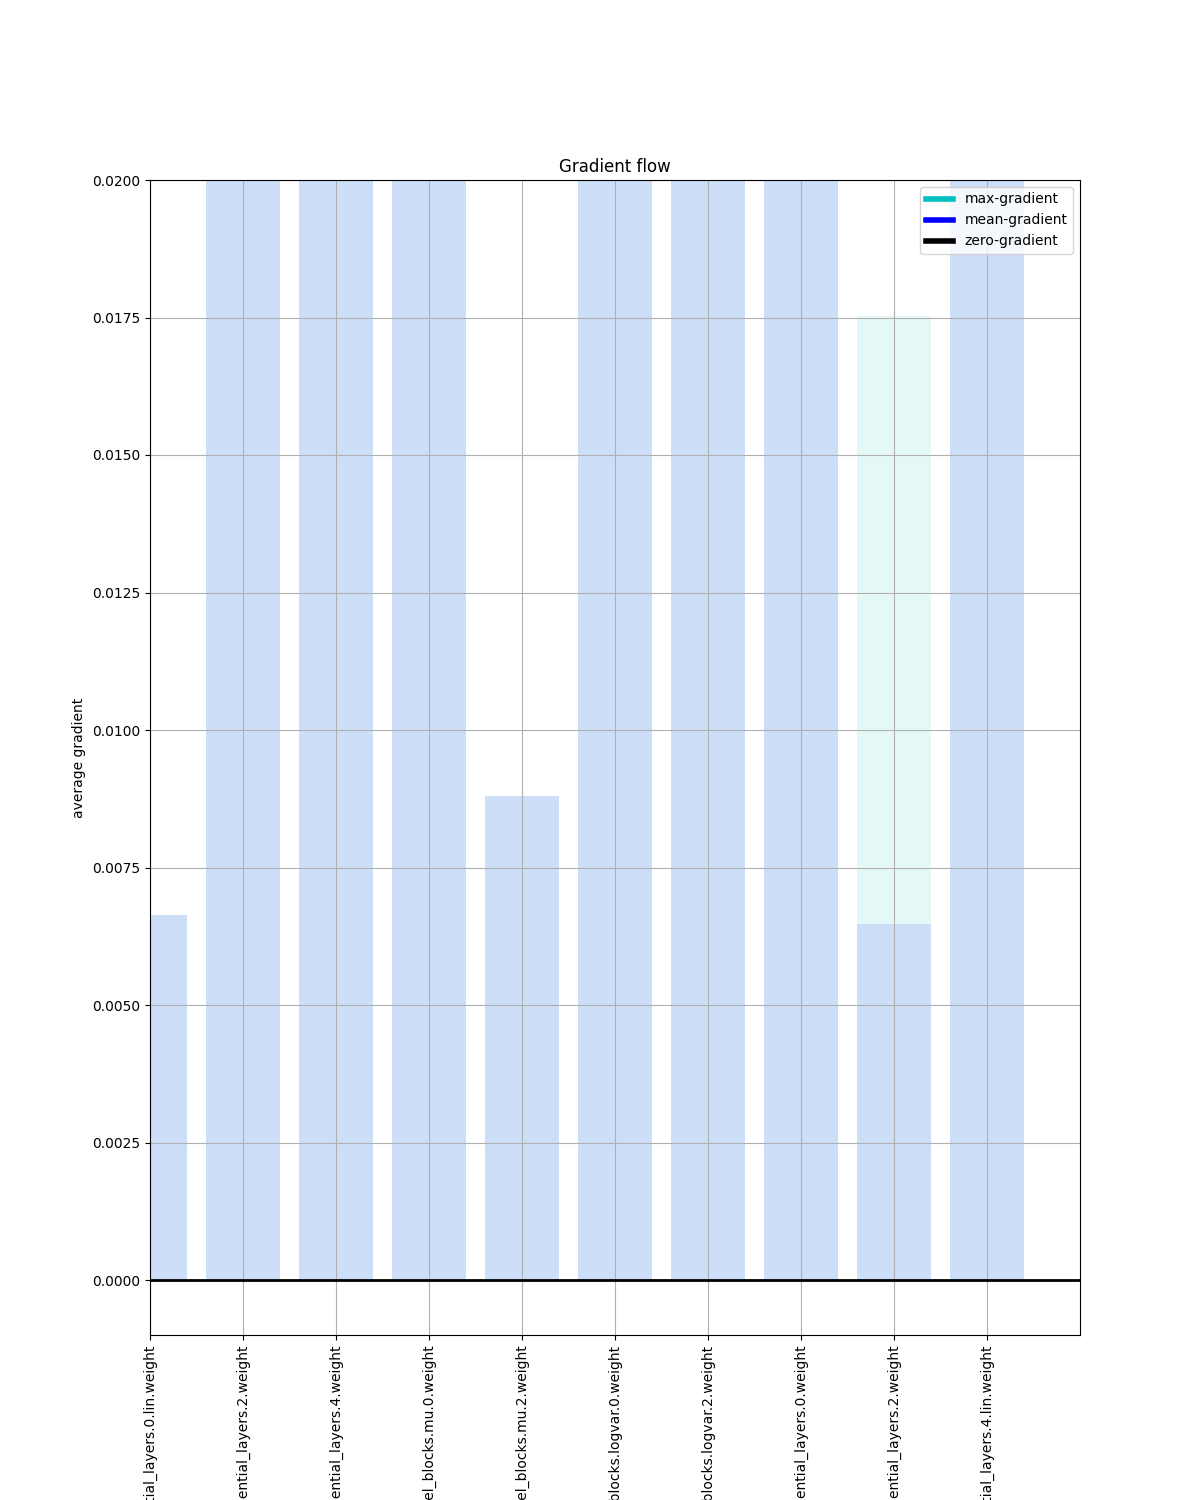 Gradient flow
max-gradient
mean-gradient
zero-gradient
average gradient
0.0200
0.0175
0.0150
0.0125
0.0100
0.0075
0.0050
0.0025
0.0000
tial_layers.0.lin.weight
ential_layers.2.weight
ential_layers.4.weight
el_blocks.mu.0.weight
el_blocks.mu.2.weight
blocks.logvar.0.weight
blocks.logvar.2.weight
ential_layers.0.weight
ential_layers.2.weight
tial_layers.4.lin.weight